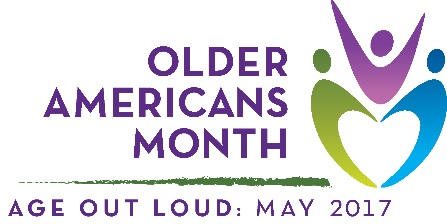 OLDER
AMERICANS
MONTH
AGE OUT LOUD: MAY 2017